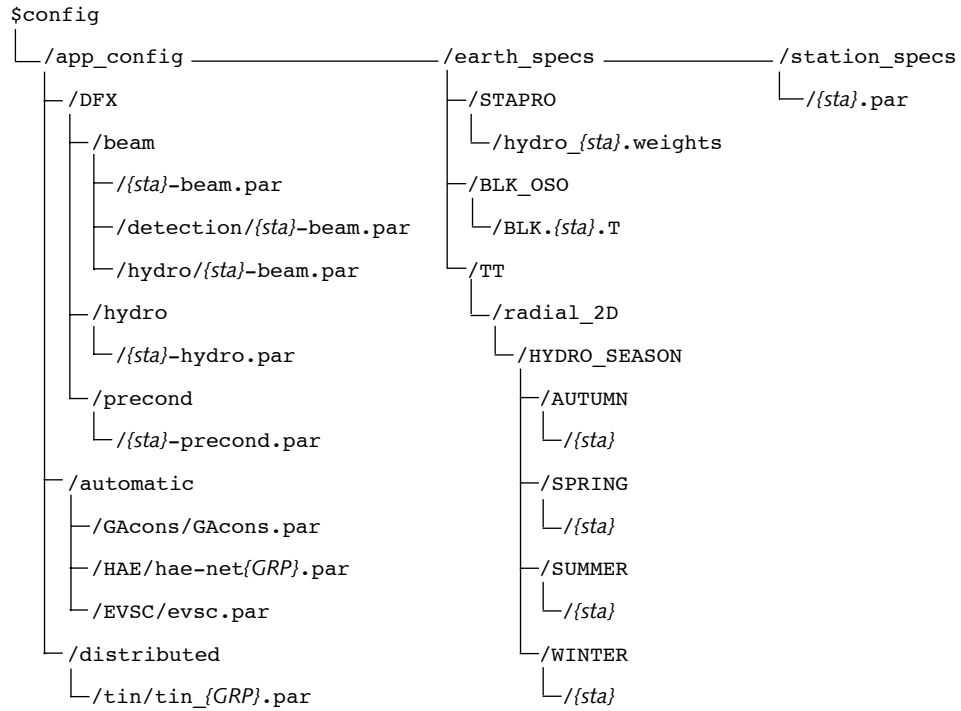 $config
/app_config /earth_specs /station_specs
/DFX /STAPRO /{sta}.par
/beam /hydro_{sta}.weights
/{sta}-beam.par /BLK_OSO
/detection/{sta}-beam.par /BLK.{sta}.T
/hydro/{sta}-beam.par /TT
/hydro /radial_2D
/{sta}-hydro.par /HYDRO_SEASON
/precond /AUTUMN
/{sta}-precond.par /{sta}
/automatic /SPRING
/GAcons/GAcons.par /{sta}
/HAE/hae-net{GRP}.par /SUMMER
/EVSC/evsc.par /{sta}
/distributed /WINTER
/tin/tin_{GRP}.par /{sta}